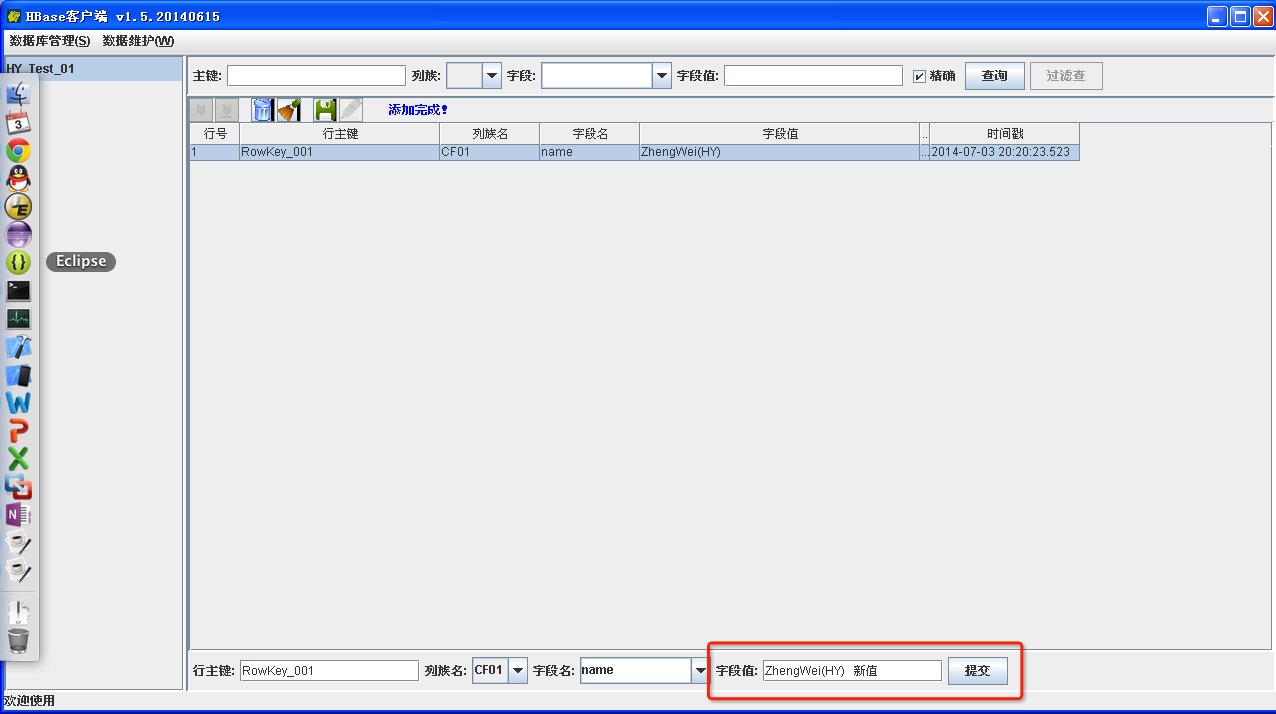 HBase客户端 v1.5.20140615
数据库管理(S) 数据维护(W)
HY_Test_01
主键: 列族: 字段: 字段值: 精确 查询 过滤查
添加完成!
行号 行主键 列族名 字段名 字段值 .. 时间戳
1 RowKey_001 CF01 name ZhengWei(HY) ... 2014-07-03 20:20:23.523
3
Eclipse
行主键: RowKey_001 列族名: CF01 字段名: name 字段值: ZhengWei(HY) 新值 提交
欢迎使用